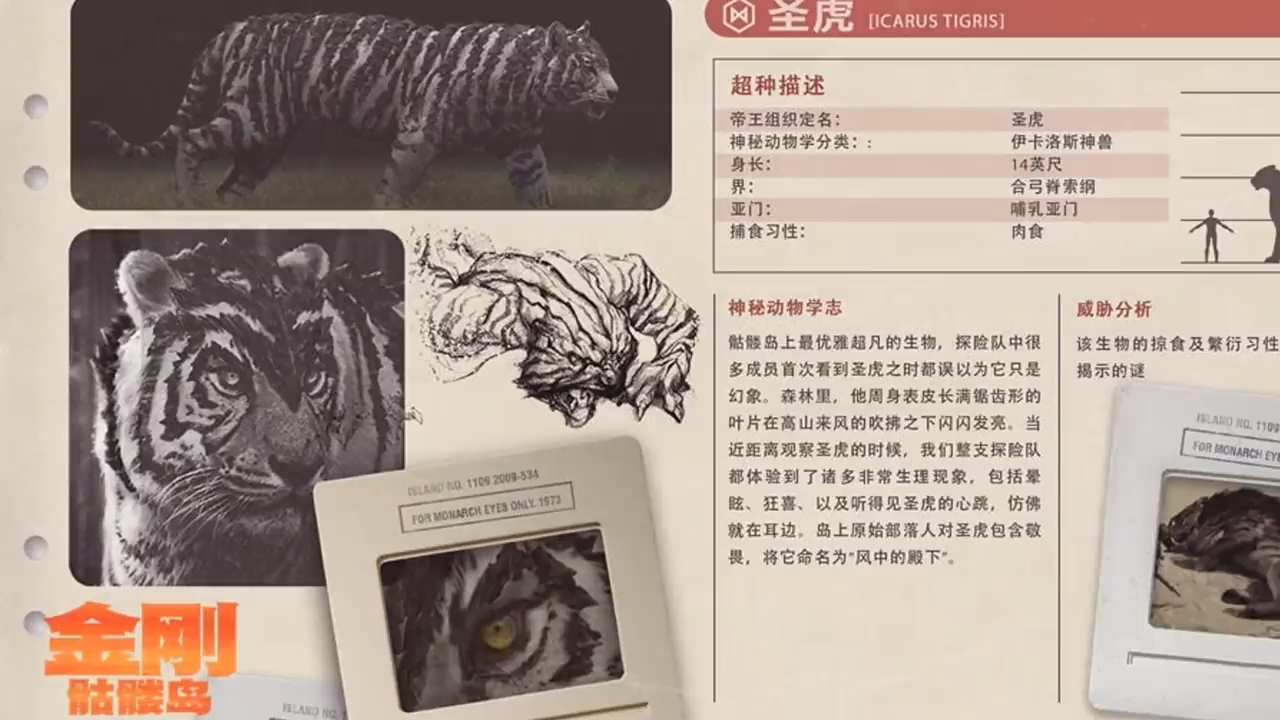 圣虎 [ICARUS TIGRIS]
超种描述
帝王组织定名： 圣虎
神秘动物学分类：: 伊卡洛斯神兽
身长： 14英尺
界： 合弓脊索纲
亚门： 哺乳亚门
捕食习性： 肉食
神秘动物学志
骷髅岛上最优雅超凡的生物，探险队中很
多成员首次看到圣虎之时都误以为它只是
幻象。森林里，他周身表皮长满锯齿形的
叶片在高山来风的吹拂之下闪闪发亮。当
近距离观察圣虎的时候，我们整支探险队
都体验到了诸多非常生理现象，包括晕
眩、狂喜、以及听得见圣虎的心跳，仿佛
就在耳边。岛上原始部落人对圣虎包含敬
畏，将它命名为“风中的殿下”。
威胁分析
该生物的掠食及繁衍习性
揭示的谜
ISLAND NO. 1109 2009-534
FOR MONARCH EYES ONLY. 1973
ISLAND NO. 1109
FOR MONARCH EYE
金刚
骷髅岛
ISLAND NO. 1